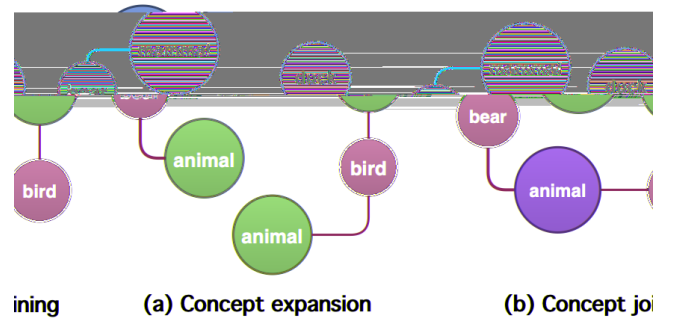 bear
animal
bird
bird
animal
animal
ining
(a) Concept expansion
(b) Concept joi